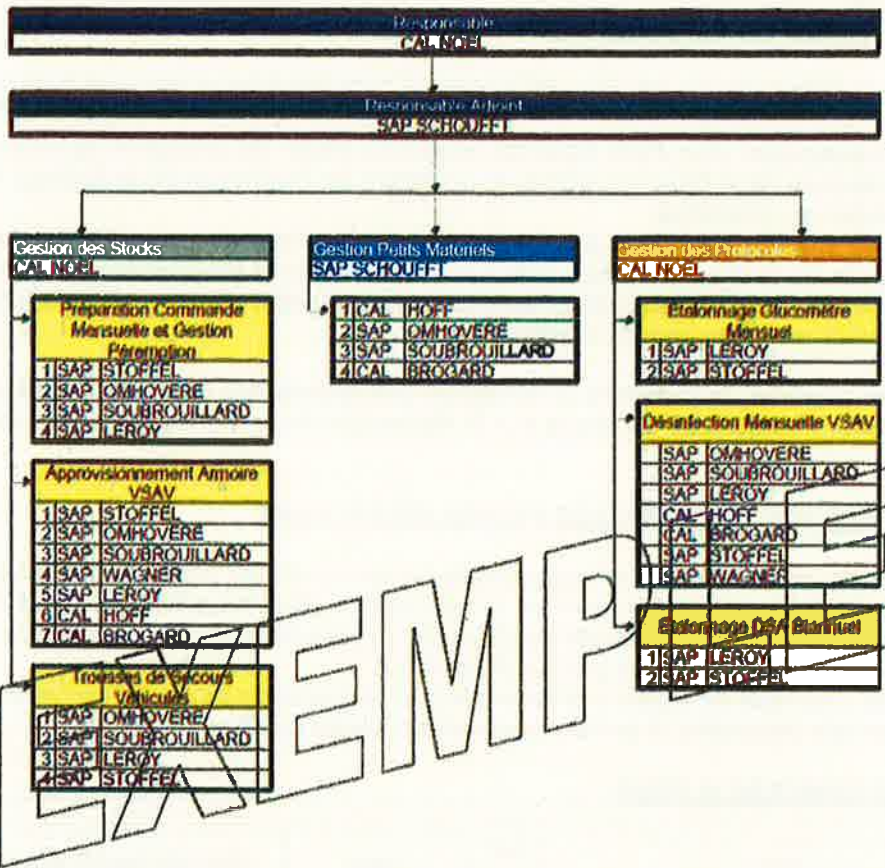 Responsable
CAL NOEL
Responsable Adjoint
SAP SCHOUFFT
Gestion des Stocks
CAL NOEL
Préparation Commande
Mensuelle et Gestion
Péremption
1 SAP STOFFEL
2 SAP OMHOVERE
3 SAP SOUBROUILLARD
4 SAP LEROY
Approvisionnement Armoire
VSAV
1 SAP STOFFEL
2 SAP OMHOVERE
3 SAP SOUBROUILLARD
4 SAP WAGNER
5 SAP LEROY
6 CAL HOFF
7 CAL BROGARD
Trousses de Secours
Véhicules
1 SAP OMHOVERE
2 SAP SOUBROUILLARD
3 SAP LEROY
4 SAP STOFFEL
Gestion Petits Materiels
SAP SCHOUFFT
1 CAL HOFF
2 SAP OMHOVERE
3 SAP SOUBROUILLARD
4 CAL BROGARD
Gestion des Protocoles
CAL NOEL
Etalonnage Glucomètre
Mensuel
1 SAP LEROY
2 SAP STOFFEL
Désinfection Mensuelle VSAV
SAP OMHOVERE
SAP SOUBROUILLARD
SAP LEROY
CAL HOFF
CAL BROGARD
SAP STOFFEL
SAP WAGNER
Etalonnage DSA Biannuel
1 SAP LEROY
2 SAP STOFFEL
EXEMPLE